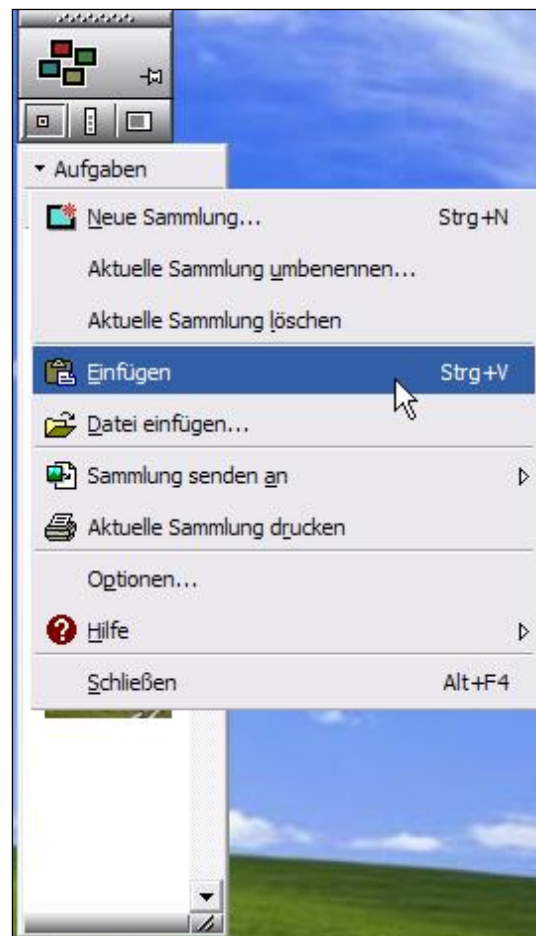 Aufgaben
Neue Sammlung... Strg+N
Aktuelle Sammlung umbenennen...
Aktuelle Sammlung löschen
Einfügen Strg+V
Datei einfügen...
Sammlung senden an
Aktuelle Sammlung drucken
Optionen...
Hilfe
Schließen Alt+F4